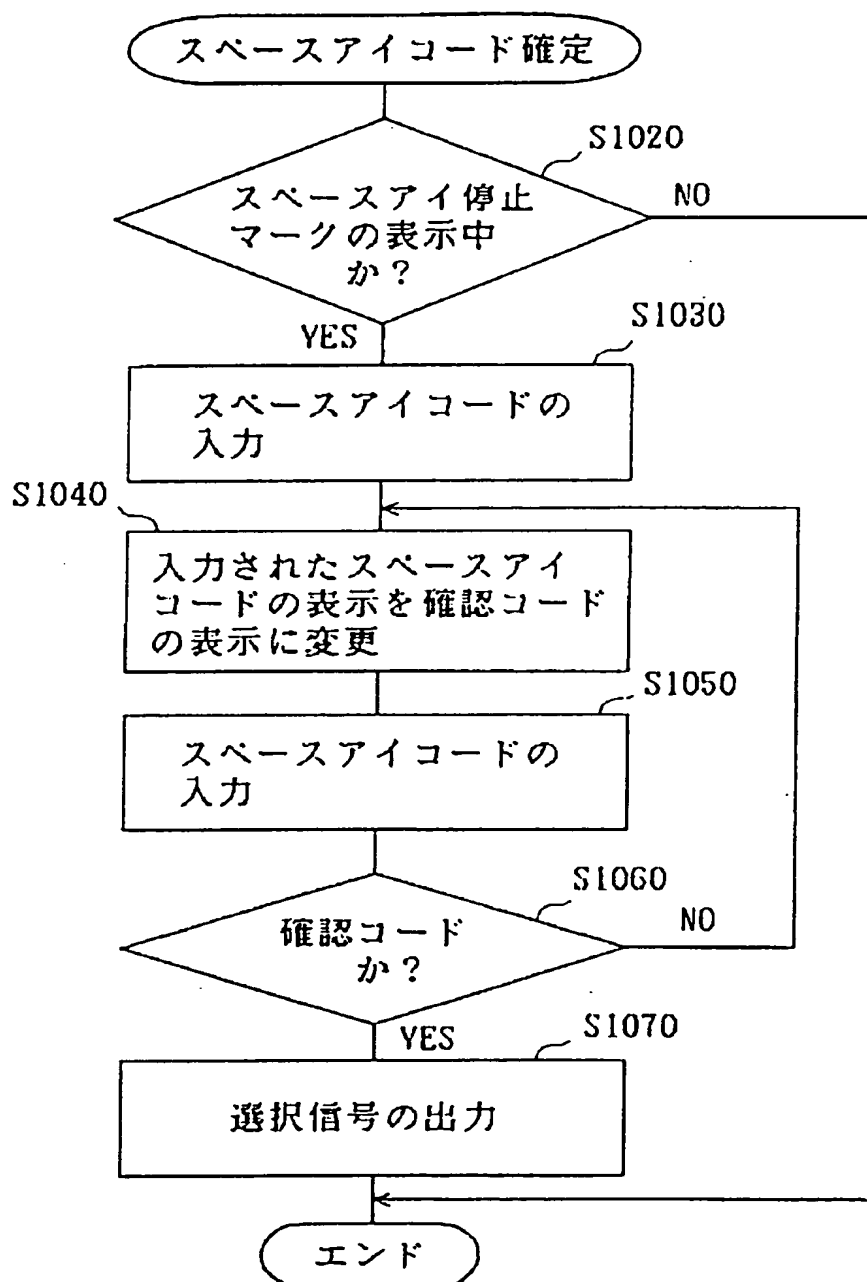 スペースアイコード確定
S1020
スペースアイ停止
マークの表示中
か？
NO
YES
S1030
スペースアイコードの
入力
S1040
入力されたスペースアイ
コードの表示を確認コード
の表示に変更
S1050
スペースアイコードの
入力
S1060
確認コード
か？
NO
YES
S1070
選択信号の出力
エンド